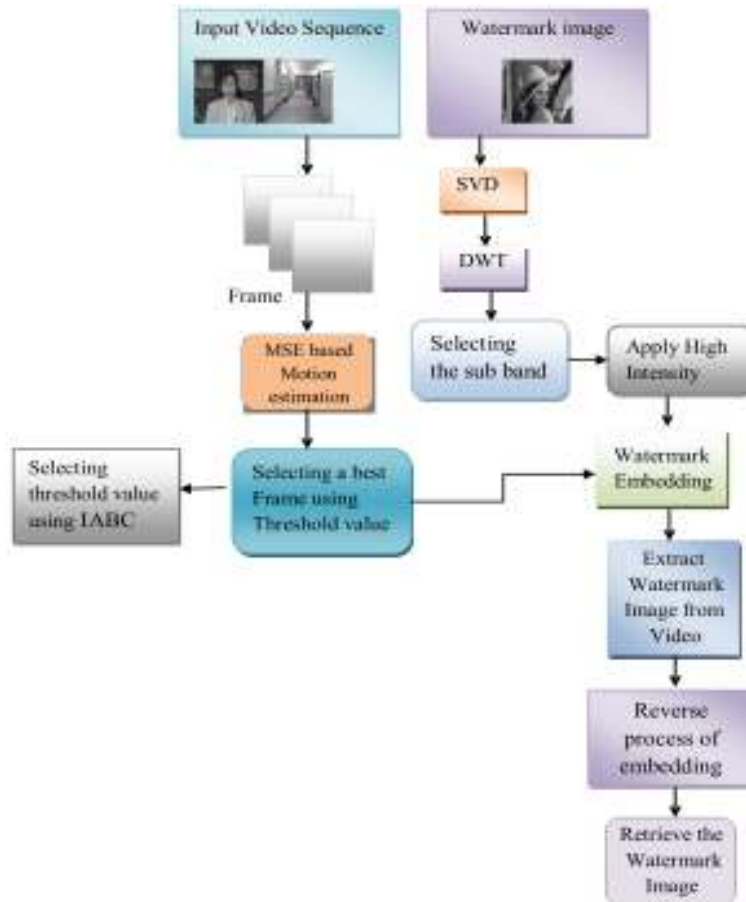 Input Video Sequence
Watermark image
SVD
DWT
Frame
MSE based
Motion
estimation
Selecting
the sub band
Apply High
Intensity
Selecting
threshold value
using IABC
Selecting a best
Frame using
Threshold value
Watermark
Embedding
Extract
Watermark
Image from
Video
Reverse
process of
embedding
Retrieve the
Watermark
Image